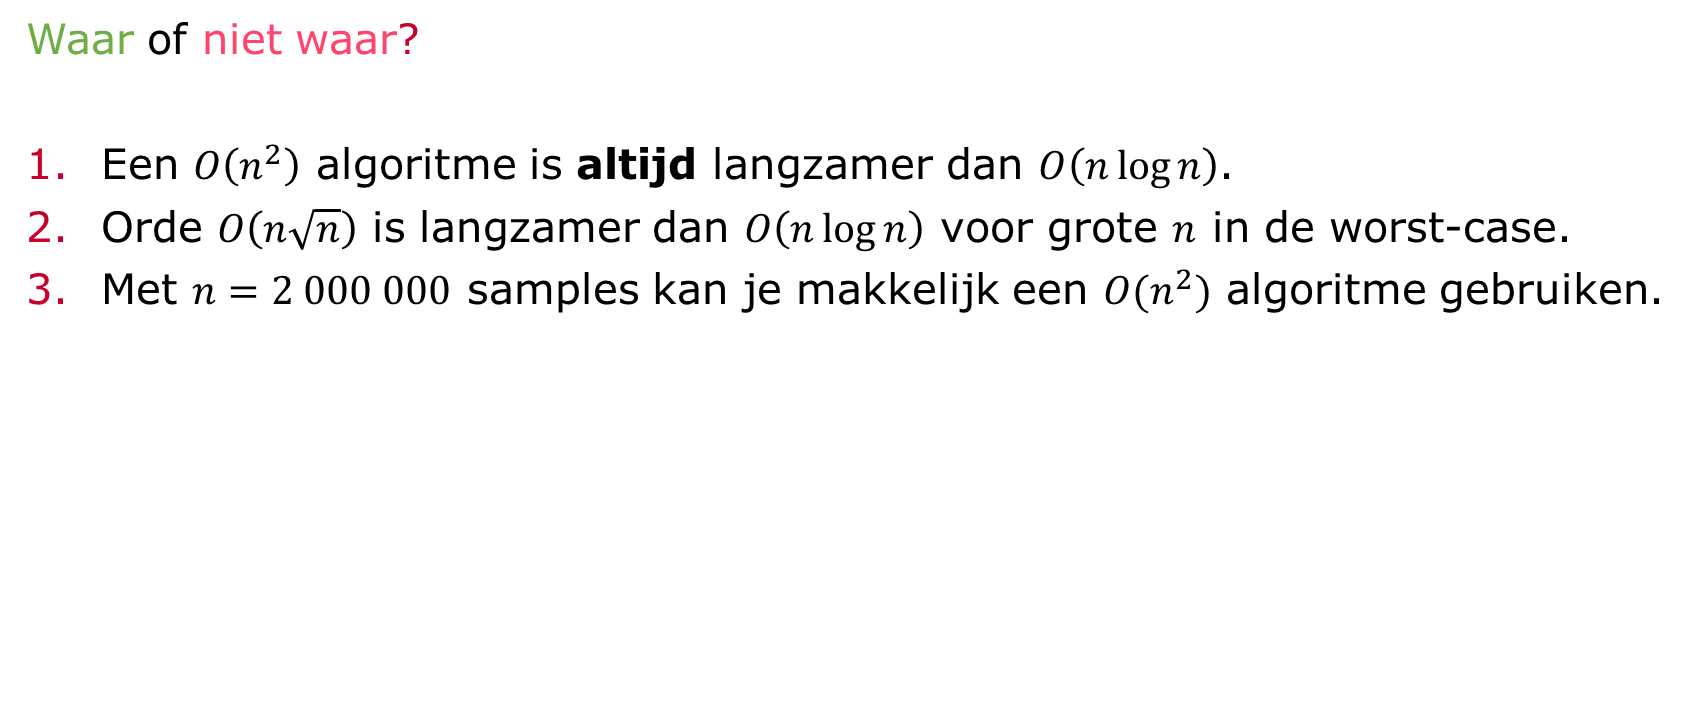 Waar of niet waar?
1. Een O(n²) algoritme is altijd langzamer dan O(n log n).
2. Orde O(n√n) is langzamer dan O(n log n) voor grote n in de worst-case.
3. Met n = 2 000 000 samples kan je makkelijk een O(n²) algoritme gebruiken.